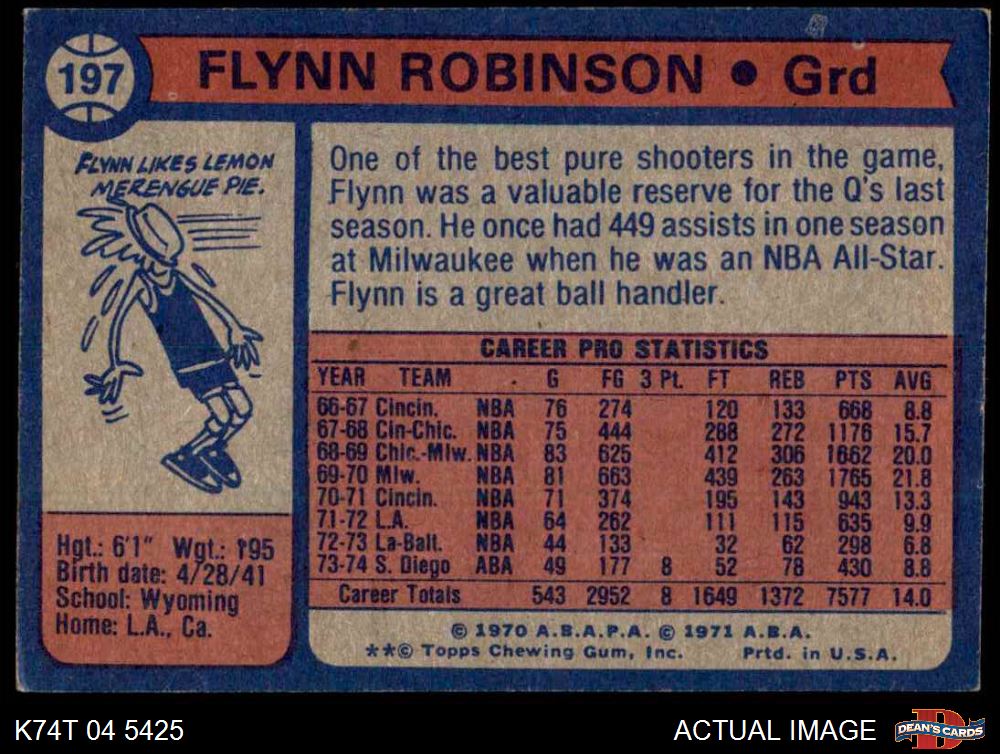 197
FLYNN ROBINSON • Grd
FLYNN LIKES LEMON
MERENGUE PIE.
One of the best pure shooters in the game,
Flynn was a valuable reserve for the Q's last
season. He once had 449 assists in one season
at Milwaukee when he was an NBA All-Star.
Flynn is a great ball handler.
CAREER PRO STATISTICS
YEAR TEAM G FG 3 Pt. FT REB PTS AVG
66-67 Cincin. NBA 76 274 120 133 668 8.8
67-68 Cin-Chic. NBA 75 444 288 272 1176 15.7
68-69 Chic.-Mlw. NBA 83 625 412 306 1662 20.0
69-70 Mlw. NBA 81 663 439 263 1765 21.8
70-71 Cincin. NBA 71 374 195 143 943 13.3
71-72 L.A. NBA 64 262 111 115 635 9.9
72-73 La-Balt. NBA 44 133 32 62 298 6.8
73-74 S. Diego ABA 49 177 8 52 78 430 8.8
Career Totals 543 2952 8 1649 1372 7577 14.0
Hgt.: 6'1" Wgt.: 195
Birth date: 4/28/41
School: Wyoming
Home: L.A., Ca.
© 1970 A.B.A.P.A. © 1971 A.B.A.
**© Topps Chewing Gum, Inc. Prtd. in U.S.A.
K74T 04 5425
ACTUAL IMAGE
D
DEAN'S CARDS